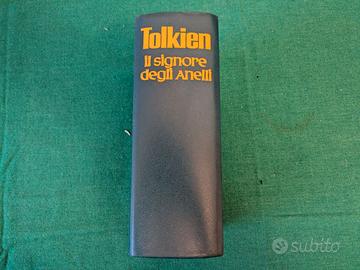 Tolkien
Il signore
degli Anelli
subito